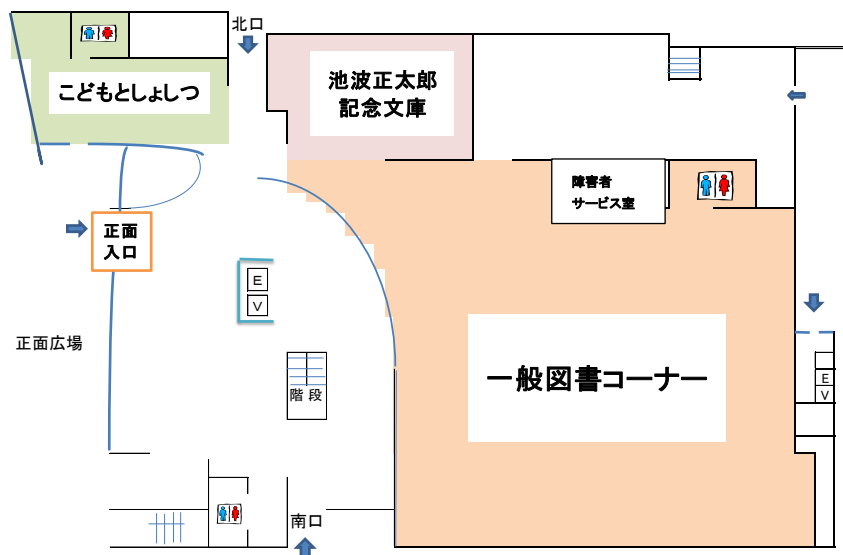 北口
こどもとしょしつ
池波正太郎
記念文庫
障害者
サービス室
正面
入口
E
V
正面広場
一般図書コーナー
E
V
階段
南口